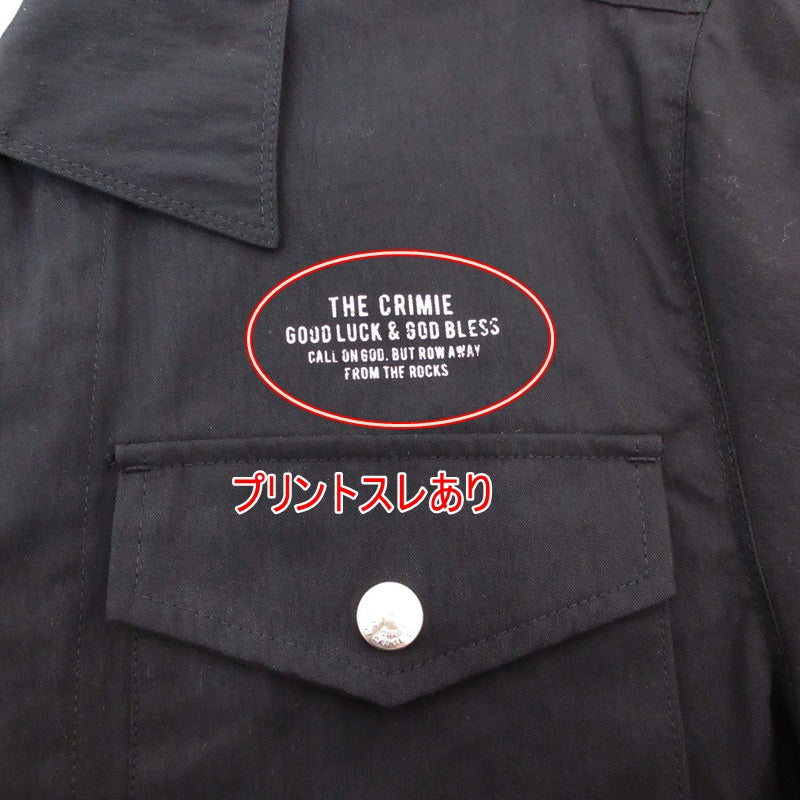 THE CRIMIE
GOOD LUCK & GOD BLESS
CALL ON GOD. BUT ROW AWAY
FROM THE ROCKS
プリントスレあり